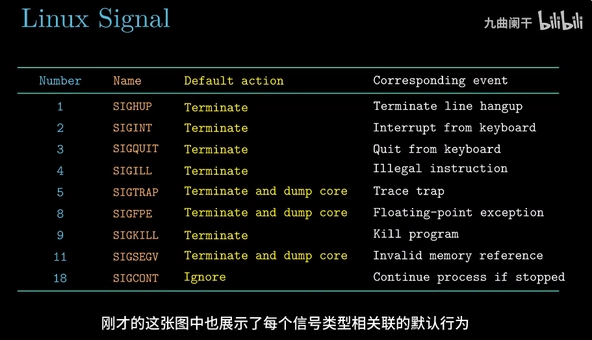 Linux Signal
九曲阑干 bilibili
Number Name Default action Corresponding event
1 SIGHUP Terminate Terminate line hangup
2 SIGINT Terminate Interrupt from keyboard
3 SIGQUIT Terminate Quit from keyboard
4 SIGILL Terminate Illegal instruction
5 SIGTRAP Terminate and dump core Trace trap
8 SIGFPE Terminate and dump core Floating-point exception
9 SIGKILL Terminate Kill program
11 SIGSEGV Terminate and dump core Invalid memory reference
18 SIGCONT Ignore Continue process if stopped
刚才的这张图中也展示了每个信号类型相关联的默认行为